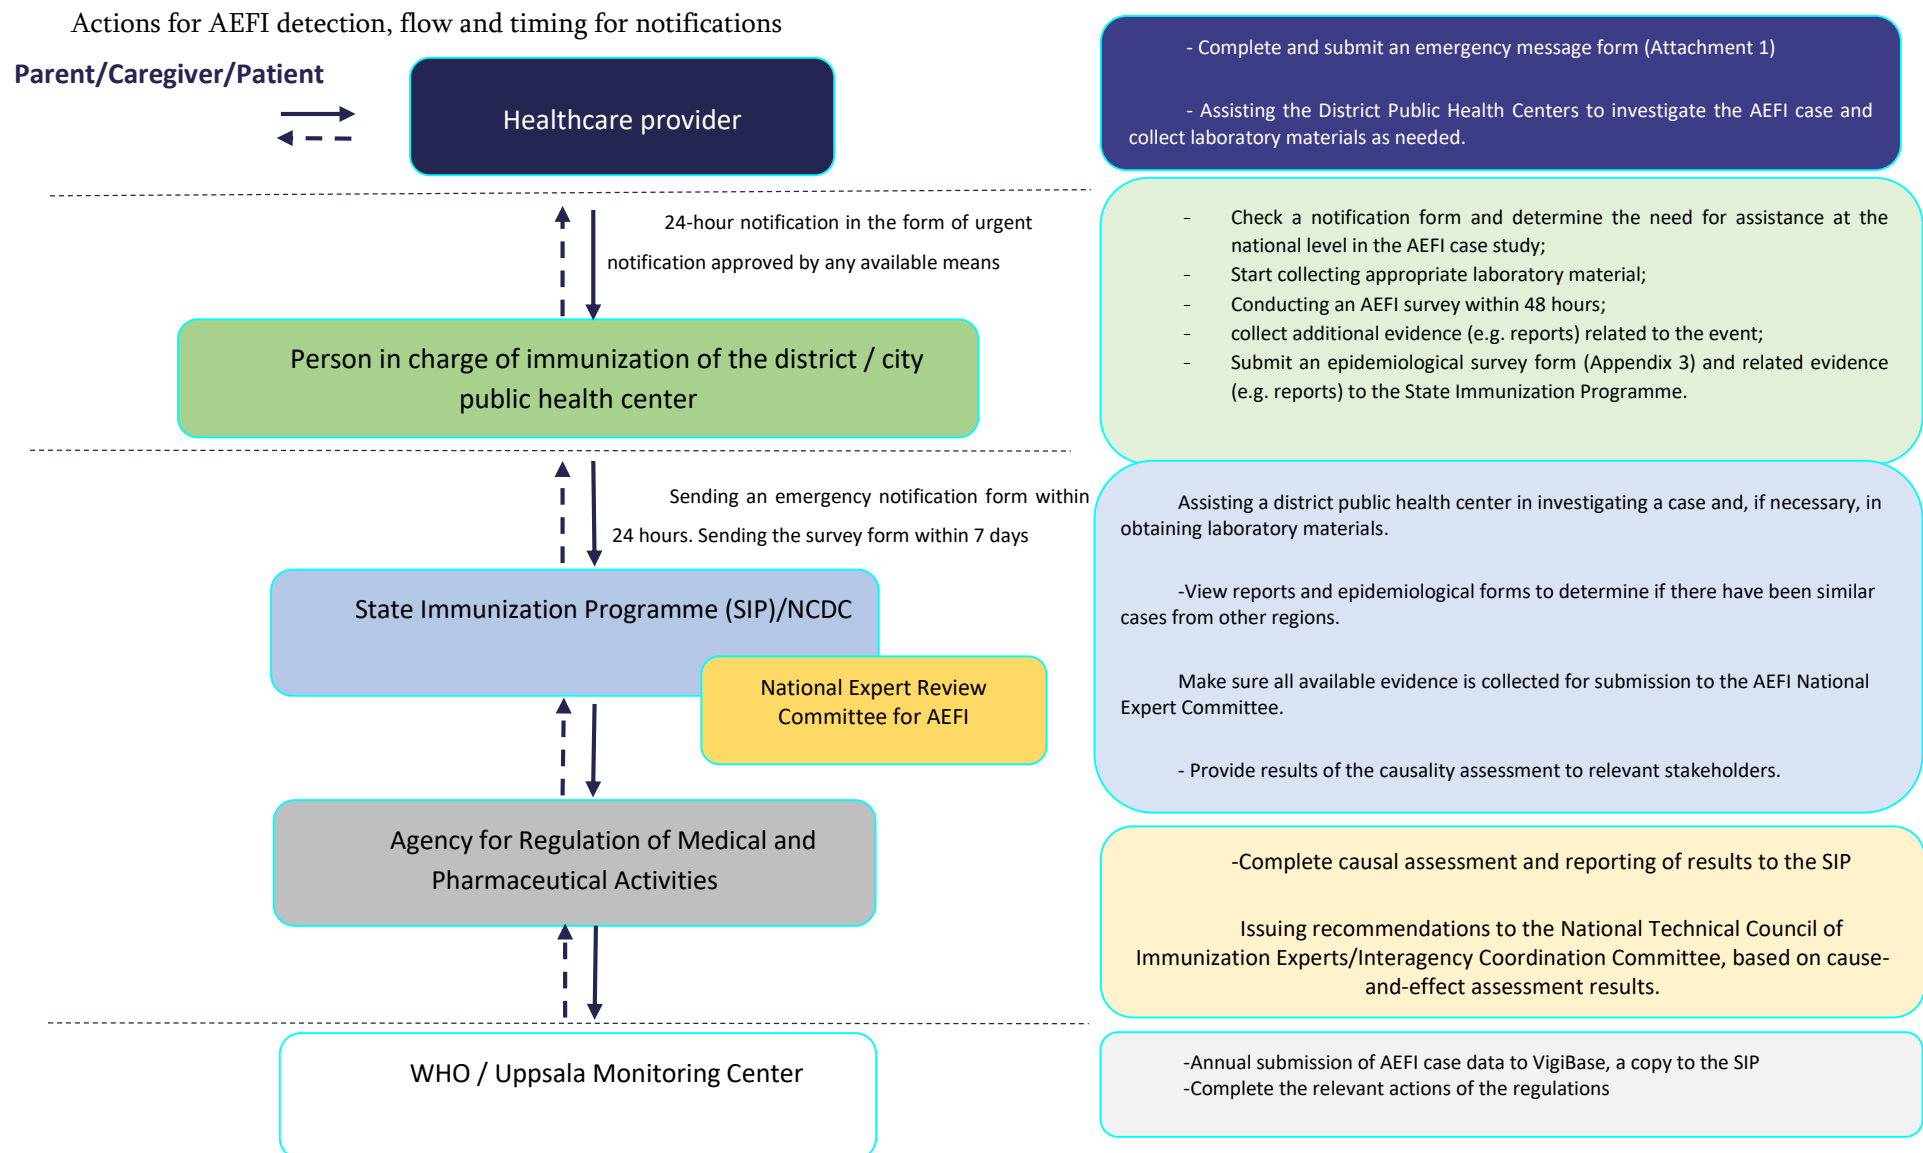 Actions for AEFI detection, flow and timing for notifications
Parent/Caregiver/Patient
Healthcare provider
- Complete and submit an emergency message form (Attachment 1)
- Assisting the District Public Health Centers to investigate the AEFI case and
collect laboratory materials as needed.
24-hour notification in the form of urgent
notification approved by any available means
- Check a notification form and determine the need for assistance at the
national level in the AEFI case study;
- Start collecting appropriate laboratory material;
- Conducting an AEFI survey within 48 hours;
- collect additional evidence (e.g. reports) related to the event;
- Submit an epidemiological survey form (Appendix 3) and related evidence
(e.g. reports) to the State Immunization Programme.
Person in charge of immunization of the district / city
public health center
Sending an emergency notification form within
24 hours. Sending the survey form within 7 days
Assisting a district public health center in investigating a case and, if necessary, in
obtaining laboratory materials.
-View reports and epidemiological forms to determine if there have been similar
cases from other regions.
Make sure all available evidence is collected for submission to the AEFI National
Expert Committee.
- Provide results of the causality assessment to relevant stakeholders.
State Immunization Programme (SIP)/NCDC
National Expert Review
Committee for AEFI
Agency for Regulation of Medical and
Pharmaceutical Activities
-Complete causal assessment and reporting of results to the SIP
Issuing recommendations to the National Technical Council of
Immunization Experts/Interagency Coordination Committee, based on cause-
and-effect assessment results.
WHO / Uppsala Monitoring Center
-Annual submission of AEFI case data to VigiBase, a copy to the SIP
-Complete the relevant actions of the regulations